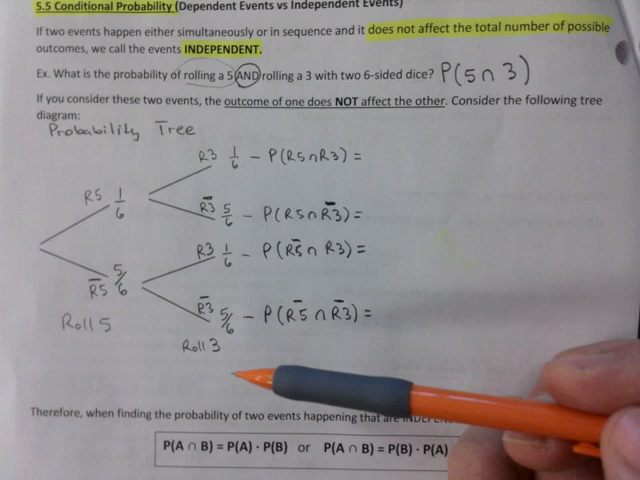 5.5 Conditional Probability (Dependent Events vs Independent Events)
If two events happen either simultaneously or in sequence and it does not affect the total number of possible
outcomes, we call the events INDEPENDENT.
Ex. What is the probability of rolling a 5 AND rolling a 3 with two 6-sided dice? P(5∩3)
If you consider these two events, the outcome of one does NOT affect the other. Consider the following tree
diagram:
Probability Tree
R3 1/6 – P(R5∩R3) =
R5 1/6
R̅3̅ 5/6 – P(R5∩R̅3̅) =
R3 1/6 – P(R̅5̅∩R3) =
R̅5̅ 5/6
R̅3̅ 5/6 – P(R̅5̅∩R̅3̅) =
Roll 5
Roll 3
Therefore, when finding the probability of two events happening that are
P(A ∩ B) = P(A) · P(B) or P(A ∩ B) = P(B) · P(A)